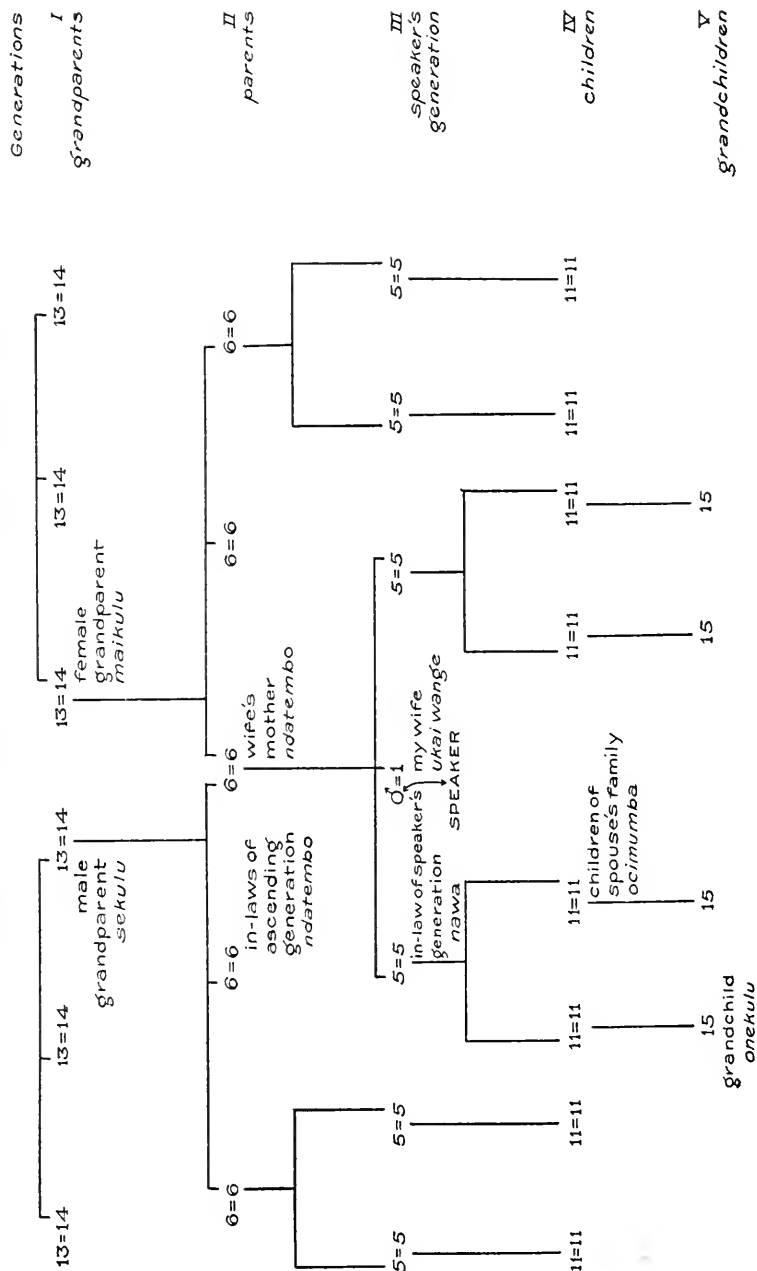 Generations
I
grandparents
13=14 13=14 13=14 13=14 13=14 13=14
male
grandparent
sekulu
female
grandparent
maikulu
II
parents
6=6 6=6 6=6 6=6 6=6
in-laws of
ascending
generation
ndatembo
wife's
mother
ndatembo
III
speaker's
generation
5=5 5=5 5=5 ♂=1 5=5 5=5 5=5
in-law of speaker's
generation
nawa
my wife
ukai wange
SPEAKER
IV
children
11=11 11=11 11=11 11=11 11=11 11=11 11=11 11=11
children of
spouse's family
ocimumba
V
grandchildren
15 15 15 15
grandchild
onekulu